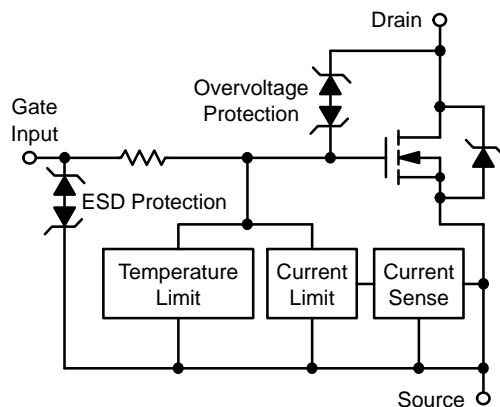 Drain
Overvoltage
Protection
Gate
Input
ESD Protection
Temperature
Limit
Current
Limit
Current
Sense
Source